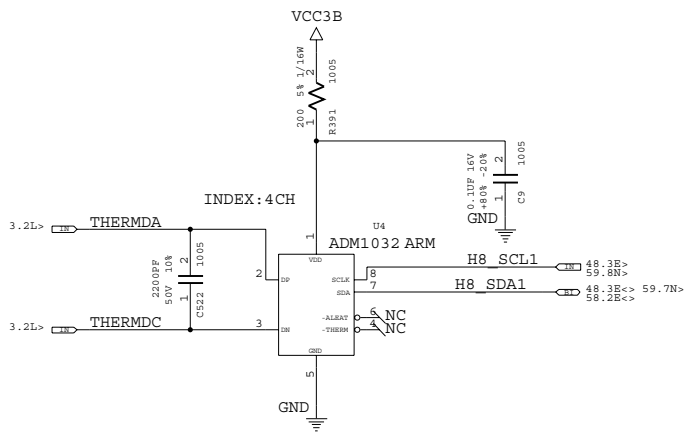 VCC3B
2
1005
200 5% 1/16W
1
R391
0.1UF 16V
+80% -20%
2
1005
1
C9
GND
INDEX:4CH
3.2L>
IN
THERMDA
1
U4
ADM1032 ARM
VDD
2200PF
50V 10%
2
1005
1
C522
2
DP
SCLK
8
H8_SCL1
IN
48.3E>
59.8N>
SDA
7
H8_SDA1
BI
48.3E<> 59.7N>
58.2E<>
3.2L>
IN
THERMDC
3
DN
-ALEAT
6
NC
-THERM
4
NC
GND
5
GND